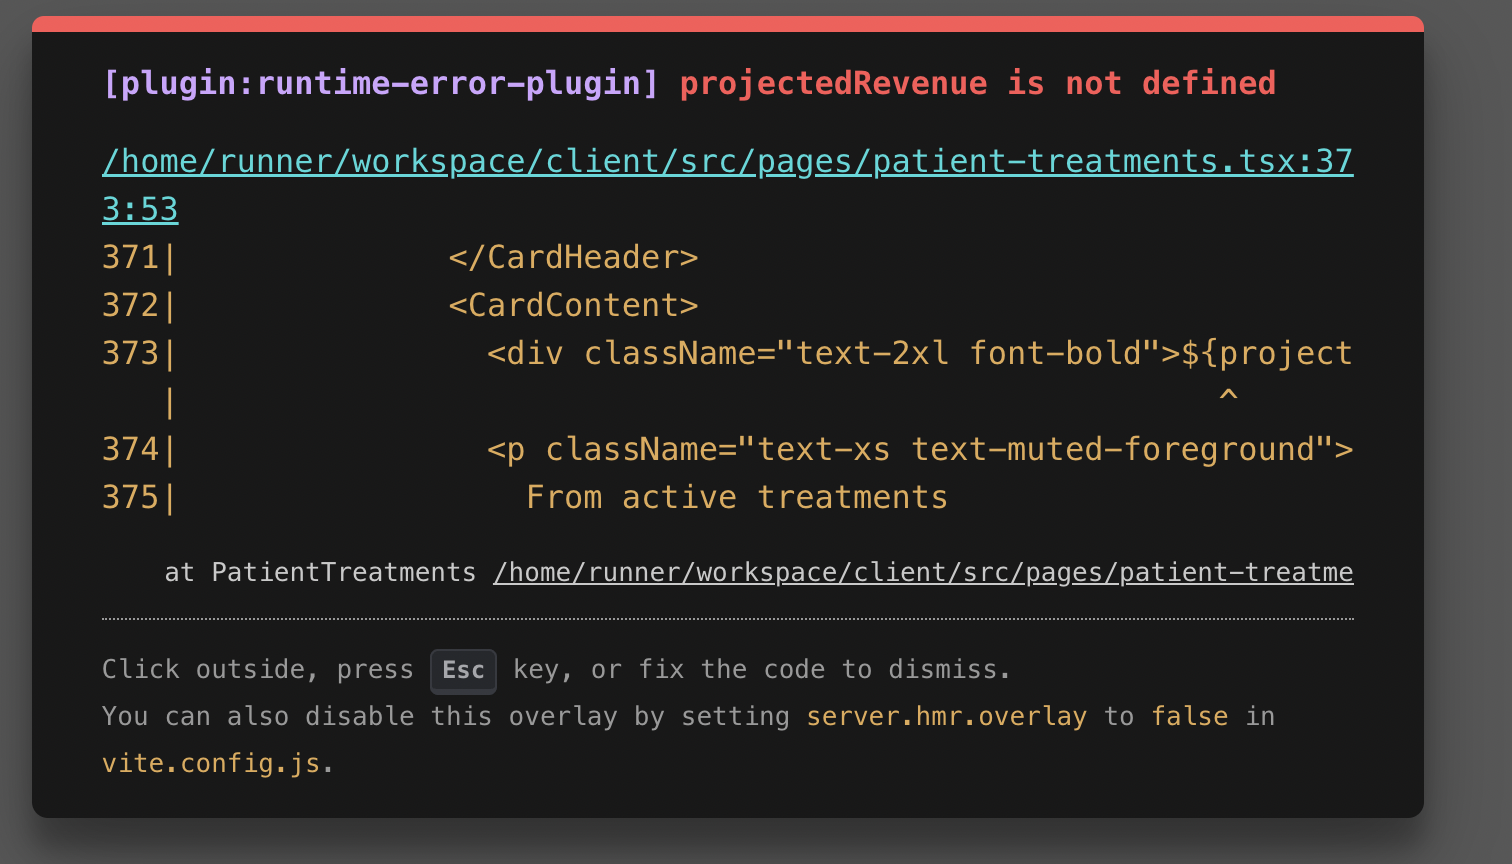 [plugin:runtime-error-plugin] projectedRevenue is not defined
/home/runner/workspace/client/src/pages/patient-treatments.tsx:37
3:53
371|              </CardHeader>
372|              <CardContent>
373|                <div className="text-2xl font-bold">${project
   |                                                      ^
374|                <p className="text-xs text-muted-foreground">
375|                  From active treatments
at PatientTreatments /home/runner/workspace/client/src/pages/patient-treatme
Click outside, press Esc key, or fix the code to dismiss.
You can also disable this overlay by setting server.hmr.overlay to false in
vite.config.js.